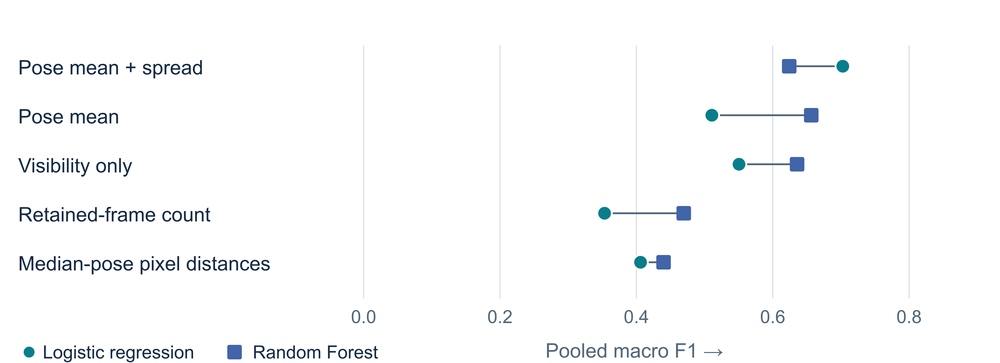 Pose mean + spread
Pose mean
Visibility only
Retained-frame count
Median-pose pixel distances
0.0 0.2 0.4 0.6 0.8
Logistic regression Random Forest Pooled macro F1 →